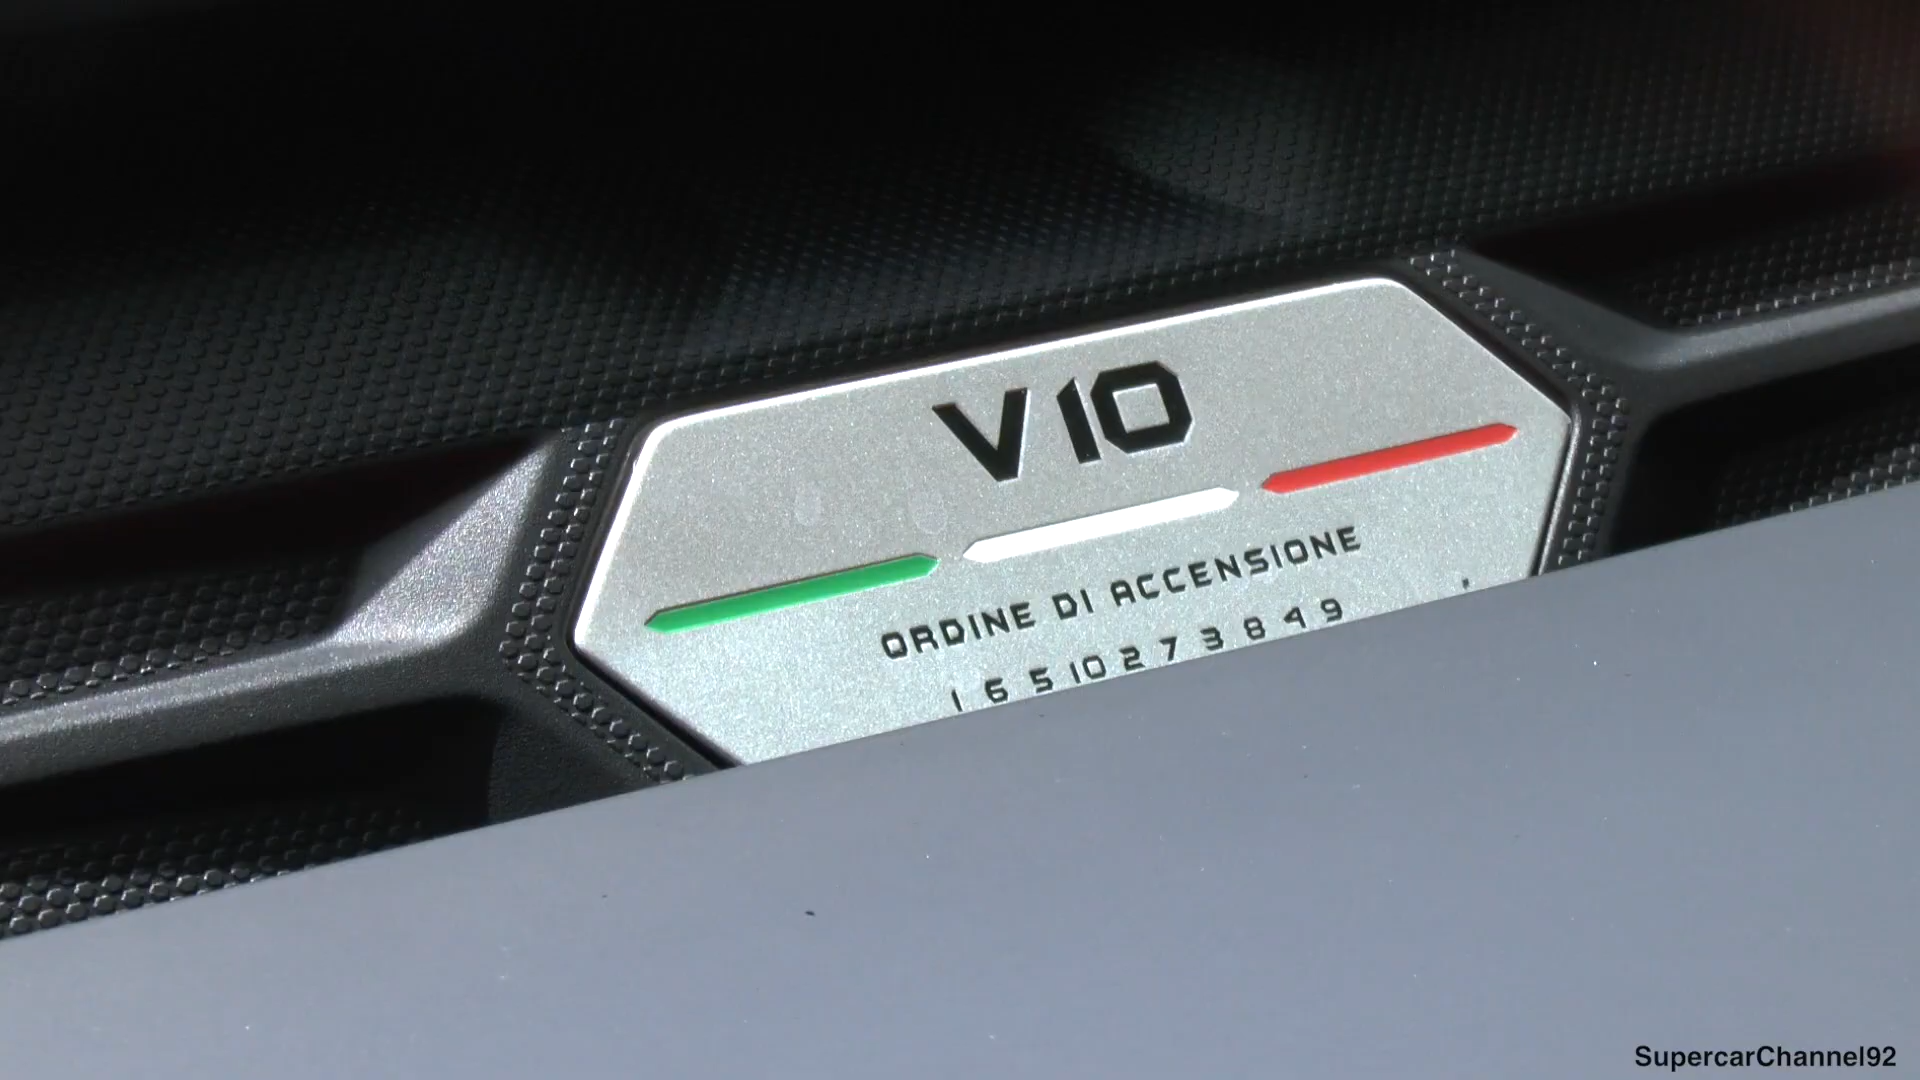 V10
ORDINE DI ACCENSIONE
1 6 5 10 2 7 3 8 4 9
SupercarChannel92